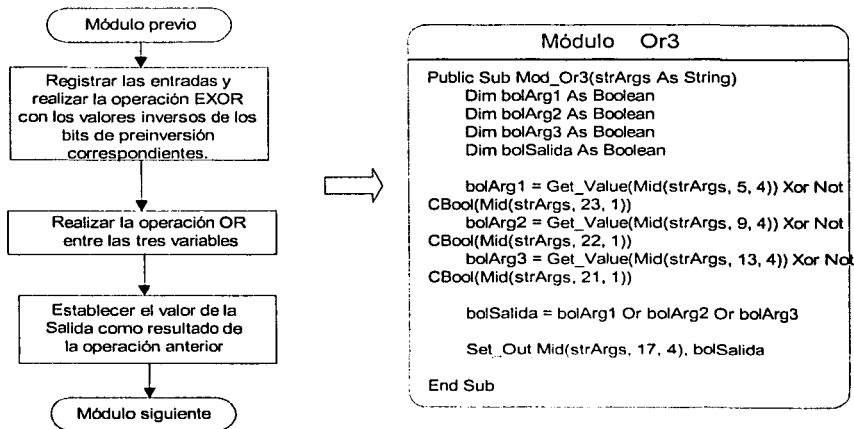 Módulo previo
Registrar las entradas y
realizar la operación EXOR
con los valores inversos de los
bits de preinversión
correspondientes.
Realizar la operación OR
entre las tres variables
Establecer el valor de la
Salida como resultado de
la operación anterior
Módulo siguiente
Módulo Or3
Public Sub Mod_Or3(strArgs As String)
Dim bolArg1 As Boolean
Dim bolArg2 As Boolean
Dim bolArg3 As Boolean
Dim bolSalida As Boolean
bolArg1 = Get_Value(Mid(strArgs, 5, 4)) Xor Not
CBool(Mid(strArgs, 23, 1))
bolArg2 = Get_Value(Mid(strArgs, 9, 4)) Xor Not
CBool(Mid(strArgs, 22, 1))
bolArg3 = Get_Value(Mid(strArgs, 13, 4)) Xor Not
CBool(Mid(strArgs, 21, 1))
bolSalida = bolArg1 Or bolArg2 Or bolArg3
Set_Out Mid(strArgs, 17, 4), bolSalida
End Sub